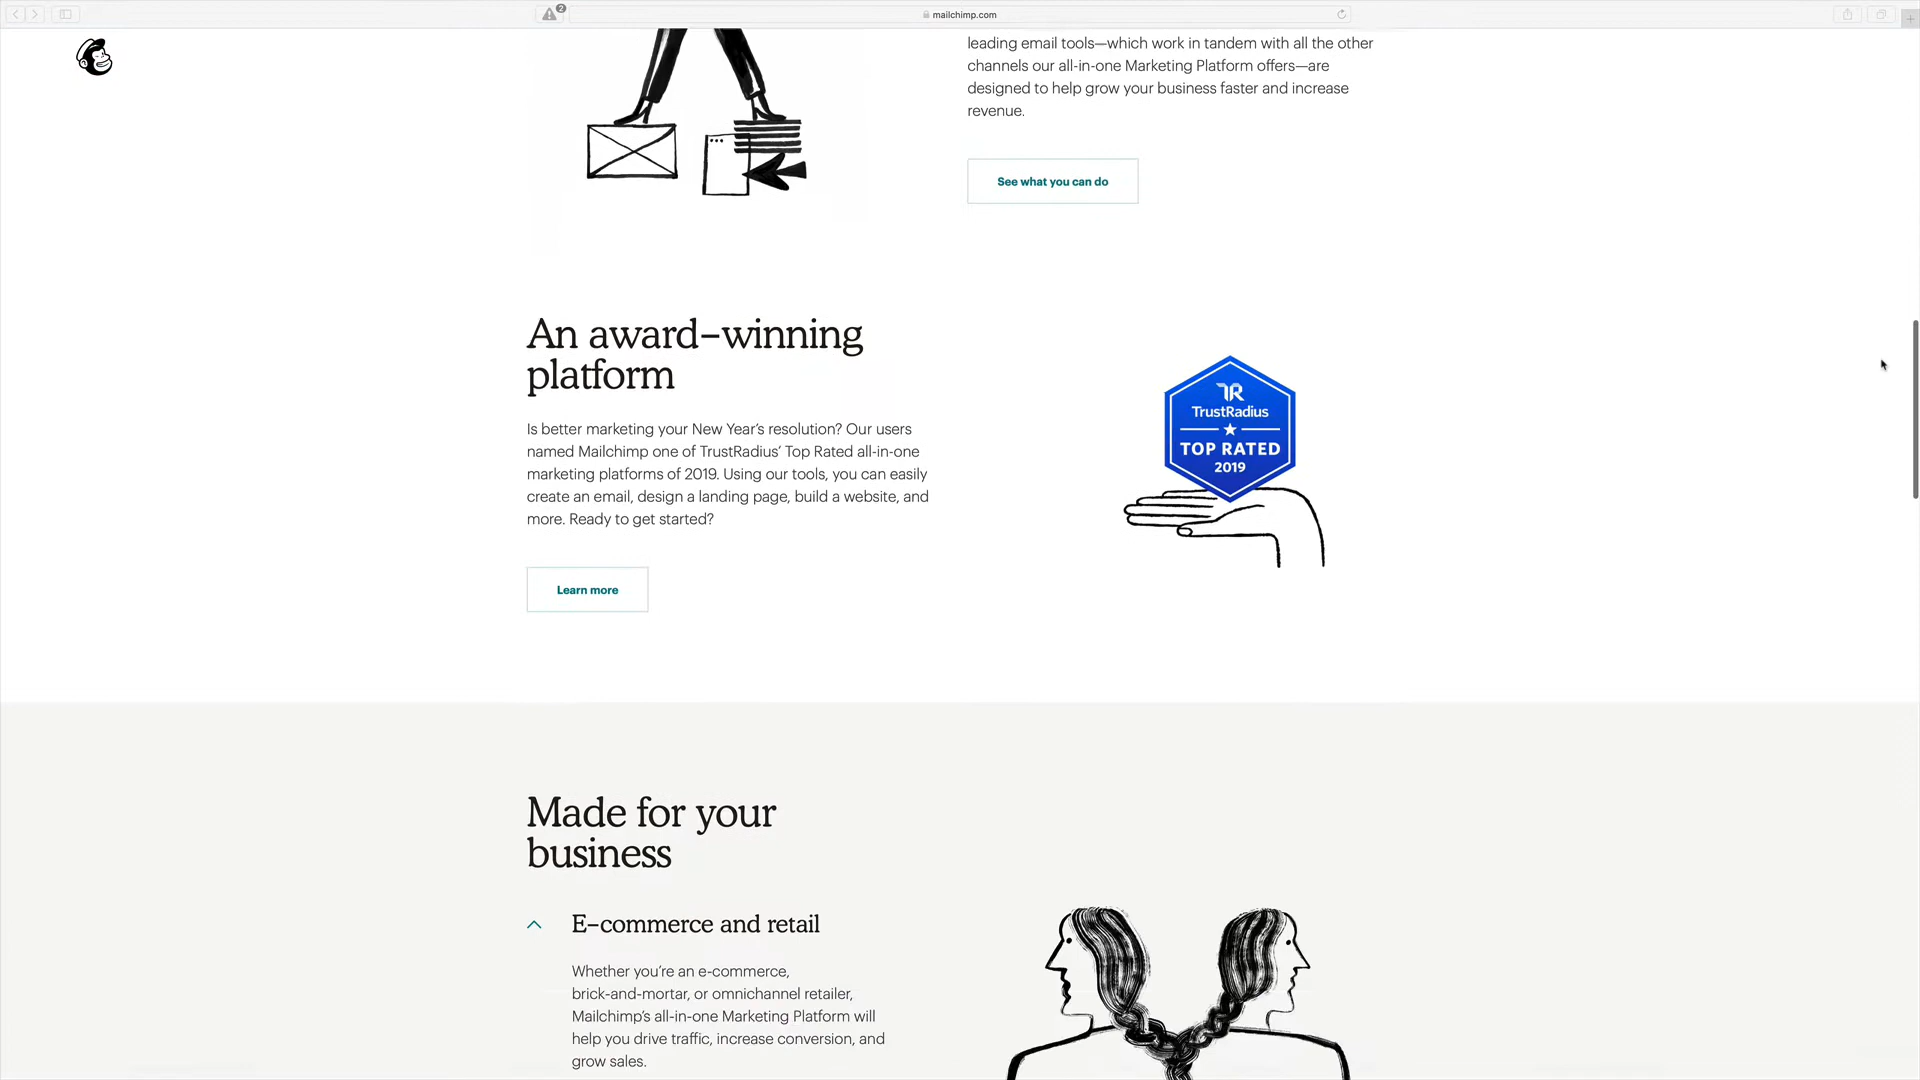 2
mailchimp.com
leading email tools—which work in tandem with all the other
channels our all-in-one Marketing Platform offers—are
designed to help grow your business faster and increase
revenue.
See what you can do
An award-winning
platform
Is better marketing your New Year's resolution? Our users
named Mailchimp one of TrustRadius' Top Rated all-in-one
marketing platforms of 2019. Using our tools, you can easily
create an email, design a landing page, build a website, and
more. Ready to get started?
Learn more
TR
TrustRadius
TOP RATED
2019
Made for your
business
E-commerce and retail
Whether you're an e-commerce,
brick-and-mortar, or omnichannel retailer,
Mailchimp's all-in-one Marketing Platform will
help you drive traffic, increase conversion, and
grow sales.